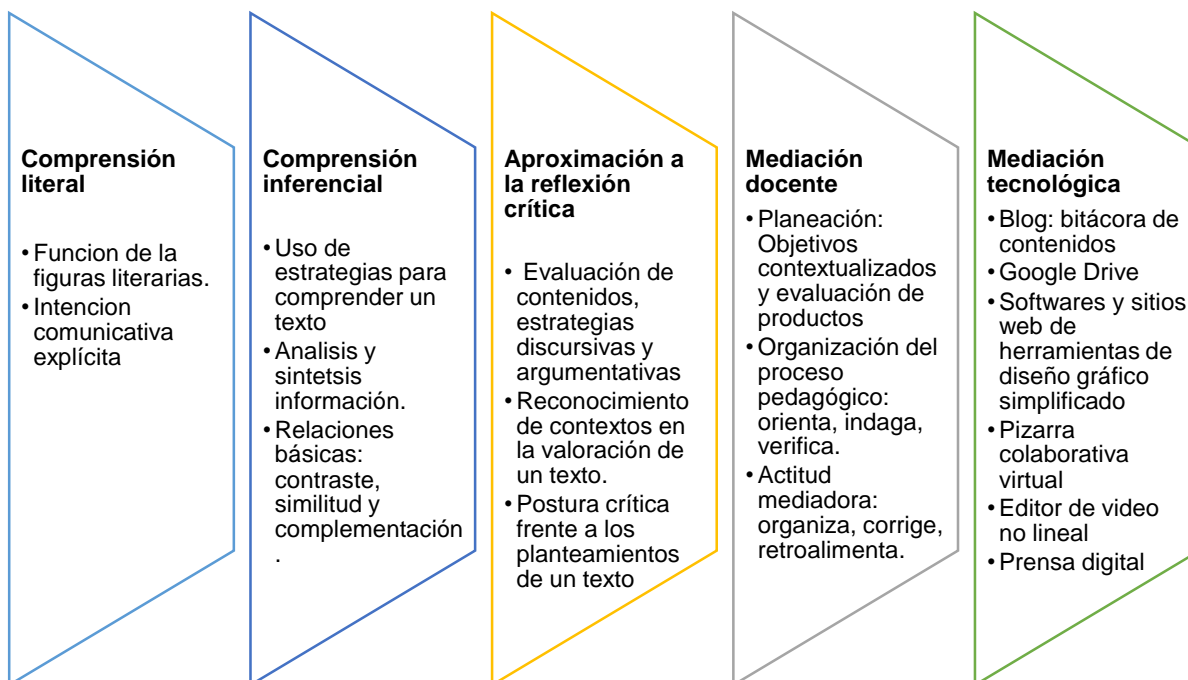 Comprensión
literal
• Funcion de la
figuras literarias.
• Intencion
comunicativa
explícita
Comprensión
inferencial
• Uso de
estrategias para
comprender un
texto
• Analisis y
sintetsis
información.
• Relaciones
básicas:
contraste,
similitud y
complementación
.
Aproximación a
la reflexión
crítica
• Evaluación de
contenidos,
estrategias
discursivas y
argumentativas
• Reconocimiento
de contextos en
la valoración de
un texto.
• Postura crítica
frente a los
planteamientos
de un texto
Mediación
docente
• Planeación:
Objetivos
contextualizados
y evaluación de
productos
• Organización del
proceso
pedagógico:
orienta, indaga,
verifica.
• Actitud
mediadora:
organiza, corrige,
retroalimenta.
Mediación
tecnológica
• Blog: bitácora de
contenidos
• Google Drive
• Softwares y sitios
web de
herramientas de
diseño gráfico
simplificado
• Pizarra
colaborativa
virtual
• Editor de video
no lineal
• Prensa digital